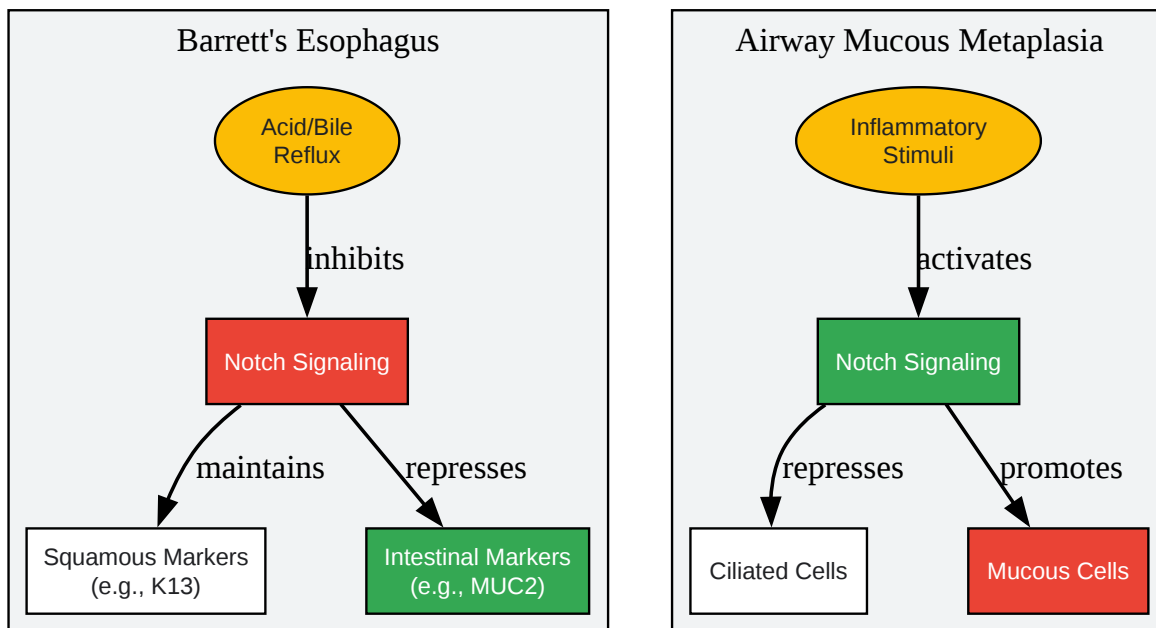 Barrett's Esophagus
Acid/Bile
Reflux
inhibits
Notch Signaling
maintains
represses
Squamous Markers
(e.g., K13)
Intestinal Markers
(e.g., MUC2)
Airway Mucous Metaplasia
Inflammatory
Stimuli
activates
Notch Signaling
represses
promotes
Ciliated Cells
Mucous Cells